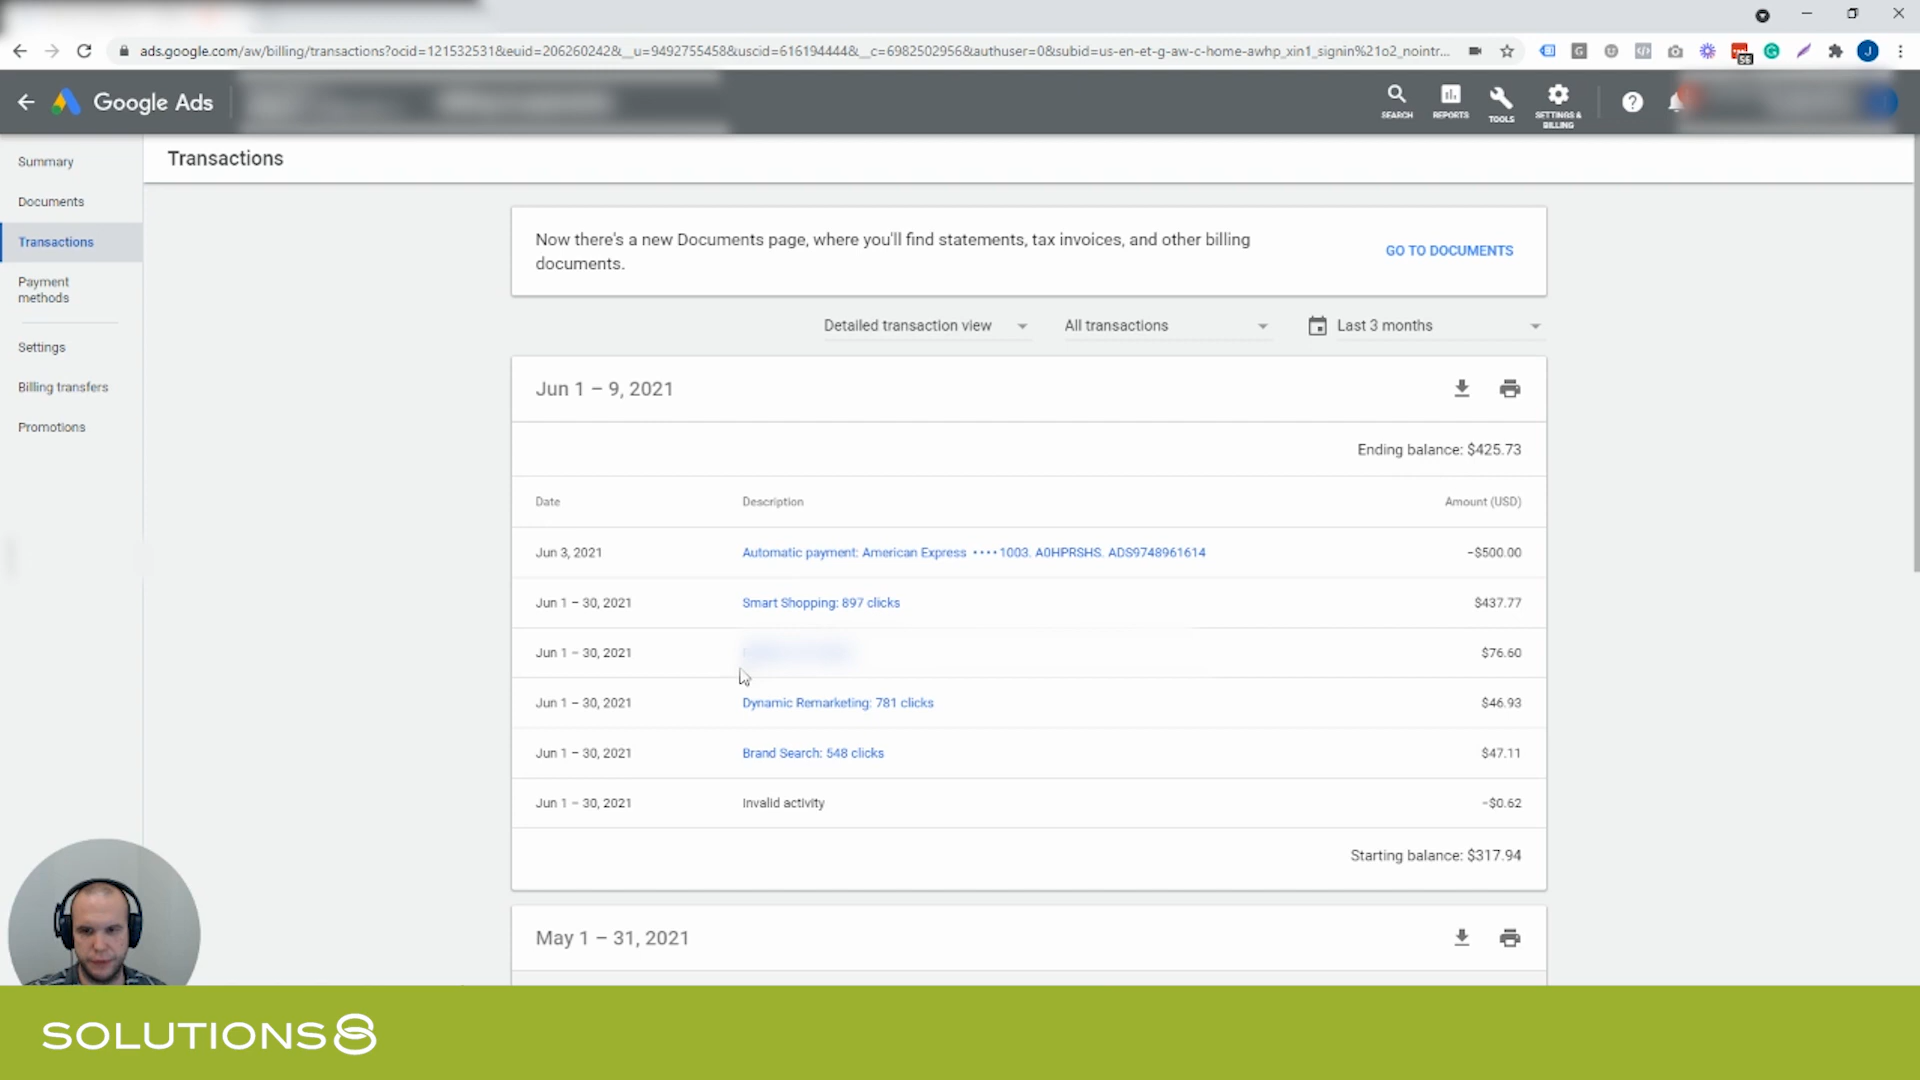 ads.google.com/aw/billing/transactions?ocid=121532531&euid=206260242&__u=9492755458&uscid=616194444&__c=6982502956&authuser=0&subid=us-en-et-g-aw-c-home-awhp_xin1_signin%21o2_nointr...
56
J
Google Ads
SEARCH
REPORTS
TOOLS
SETTINGS & BILLING
Summary
Documents
Transactions
Payment
methods
Settings
Billing transfers
Promotions
Transactions
Now there's a new Documents page, where you'll find statements, tax invoices, and other billing
documents.
GO TO DOCUMENTS
Detailed transaction view
All transactions
Last 3 months
Jun 1 – 9, 2021
Ending balance: $425.73
Date Description Amount (USD)
Jun 3, 2021 Automatic payment: American Express •••• 1003. A0HPRSHS. ADS9748961614 −$500.00
Jun 1 – 30, 2021 Smart Shopping: 897 clicks $437.77
Jun 1 – 30, 2021 $76.60
Jun 1 – 30, 2021 Dynamic Remarketing: 781 clicks $46.93
Jun 1 – 30, 2021 Brand Search: 548 clicks $47.11
Jun 1 – 30, 2021 Invalid activity −$0.62
Starting balance: $317.94
May 1 – 31, 2021
SOLUTIONS8